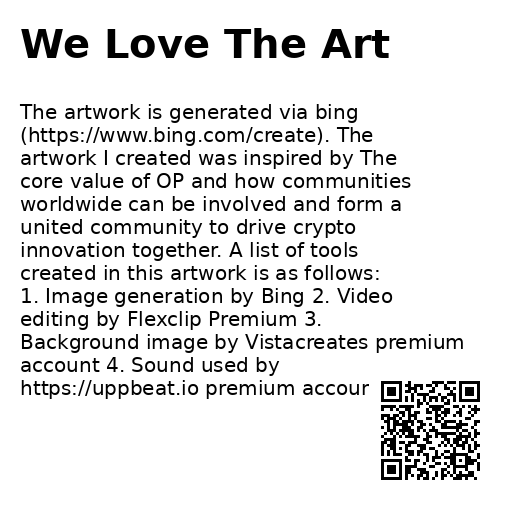 We Love The Art
The artwork is generated via bing
(https://www.bing.com/create). The
artwork I created was inspired by The
core value of OP and how communities
worldwide can be involved and form a
united community to drive crypto
innovation together. A list of tools
created in this artwork is as follows:
1. Image generation by Bing 2. Video
editing by Flexclip Premium 3.
Background image by Vistacreates premium
account 4. Sound used by
https://uppbeat.io premium